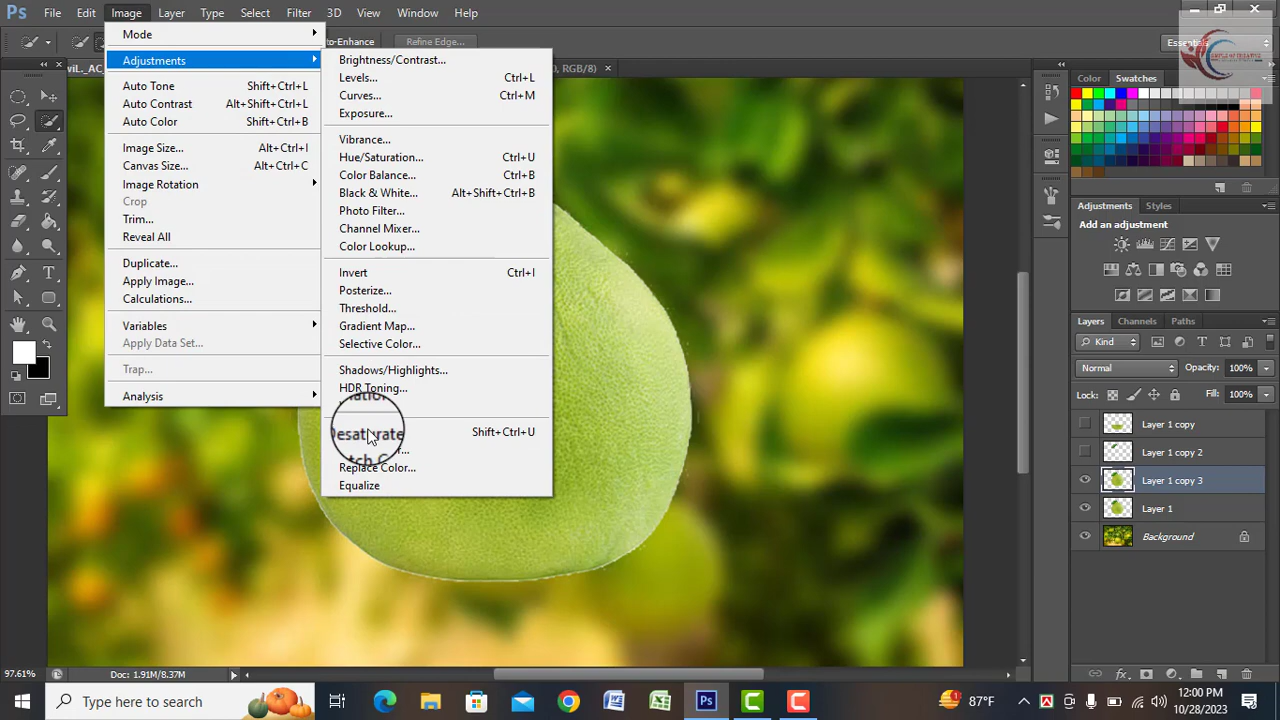 Ps File Edit Image Layer Type Select Filter 3D View Window Help
Auto-Enhance Refine Edge...
RGB/8) ×
Mode
Adjustments
Auto Tone Shift+Ctrl+L
Auto Contrast Alt+Shift+Ctrl+L
Auto Color Shift+Ctrl+B
Image Size... Alt+Ctrl+I
Canvas Size... Alt+Ctrl+C
Image Rotation
Crop
Trim...
Reveal All
Duplicate...
Apply Image...
Calculations...
Variables
Apply Data Set...
Trap...
Analysis
Brightness/Contrast...
Levels... Ctrl+L
Curves... Ctrl+M
Exposure...
Vibrance...
Hue/Saturation... Ctrl+U
Color Balance... Ctrl+B
Black & White... Alt+Shift+Ctrl+B
Photo Filter...
Channel Mixer...
Color Lookup...
Invert Ctrl+I
Posterize...
Threshold...
Gradient Map...
Selective Color...
Shadows/Highlights...
HDR Toning...
Desaturate Shift+Ctrl+U
Replace Color...
Equalize
Color Swatches
Adjustments Styles
Add an adjustment
Layers Channels Paths
Kind
Normal Opacity: 100%
Lock: Fill: 100%
Layer 1 copy
Layer 1 copy 2
Layer 1 copy 3
Layer 1
Background
97.61% Doc: 1.91M/8.37M
Type here to search
87°F
12:00 PM
10/28/2023